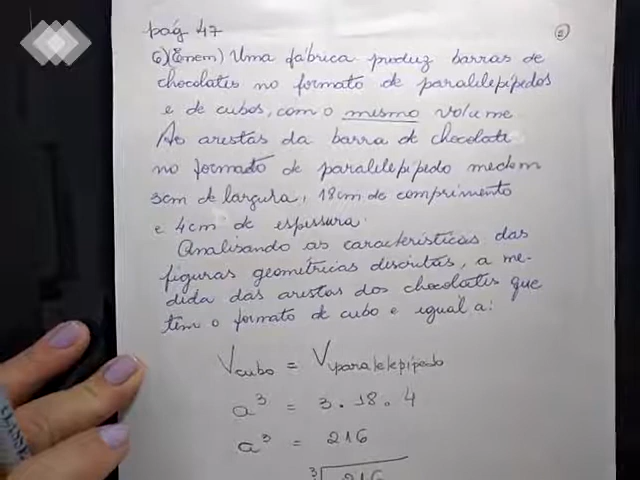 pág 47
②
6)(Enem) Uma fábrica produz barras de
chocolates no formato de paralelepípedos
e de cubos, com o mesmo volume.
As arestas da barra de chocolate
no formato de paralelepípedo medem
3cm de largura, 18cm de comprimento
e 4cm de espessura.
Analisando as características das
figuras geométricas descritas, a me-
dida das arestas dos chocolates que
têm o formato de cubo e igual a:
Vcubo = Vparalelepípedo
a³ = 3.18.4
a³ = 216
∛216